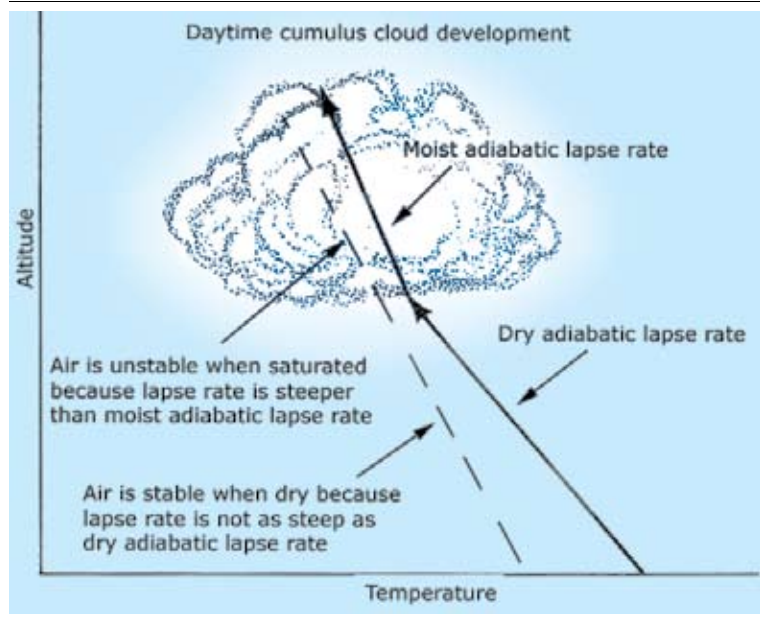 Daytime cumulus cloud development
Moist adiabatic lapse rate
Altitude
Dry adiabatic lapse rate
Air is unstable when saturated
because lapse rate is steeper
than moist adiabatic lapse rate
Air is stable when dry because
lapse rate is not as steep as
dry adiabatic lapse rate
Temperature